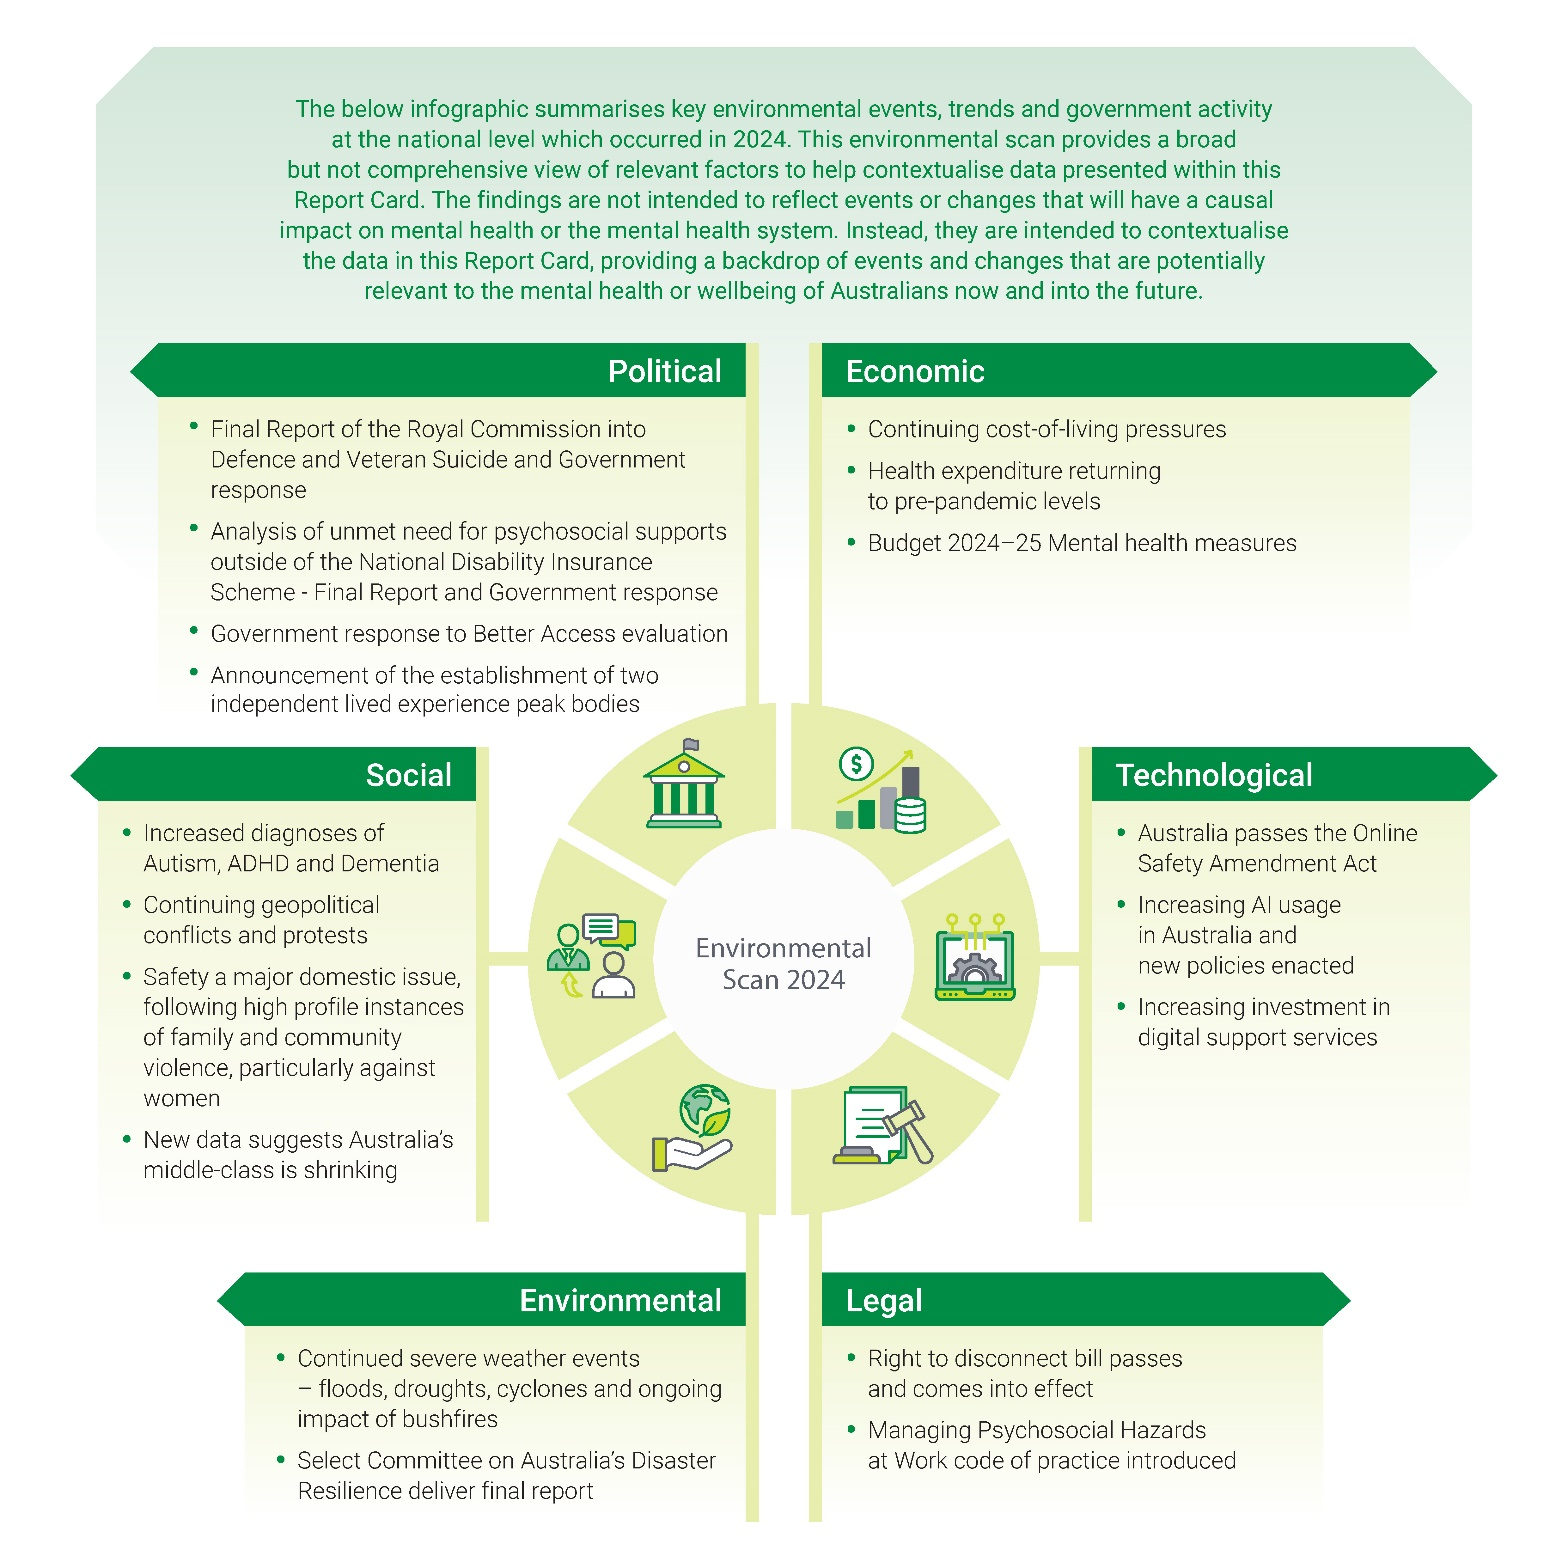 The below infographic summarises key environmental events, trends and government activity
at the national level which occurred in 2024. This environmental scan provides a broad
but not comprehensive view of relevant factors to help contextualise data presented within this
Report Card. The findings are not intended to reflect events or changes that will have a causal
impact on mental health or the mental health system. Instead, they are intended to contextualise
the data in this Report Card, providing a backdrop of events and changes that are potentially
relevant to the mental health or wellbeing of Australians now and into the future.
Political
• Final Report of the Royal Commission into
Defence and Veteran Suicide and Government
response
• Analysis of unmet need for psychosocial supports
outside of the National Disability Insurance
Scheme - Final Report and Government response
• Government response to Better Access evaluation
• Announcement of the establishment of two
independent lived experience peak bodies
Economic
• Continuing cost-of-living pressures
• Health expenditure returning
to pre-pandemic levels
• Budget 2024–25 Mental health measures
Social
• Increased diagnoses of
Autism, ADHD and Dementia
• Continuing geopolitical
conflicts and protests
• Safety a major domestic issue,
following high profile instances
of family and community
violence, particularly against
women
• New data suggests Australia's
middle-class is shrinking
$
Environmental
Scan 2024
Technological
• Australia passes the Online
Safety Amendment Act
• Increasing AI usage
in Australia and
new policies enacted
• Increasing investment in
digital support services
Environmental
• Continued severe weather events
– floods, droughts, cyclones and ongoing
impact of bushfires
• Select Committee on Australia's Disaster
Resilience deliver final report
Legal
• Right to disconnect bill passes
and comes into effect
• Managing Psychosocial Hazards
at Work code of practice introduced